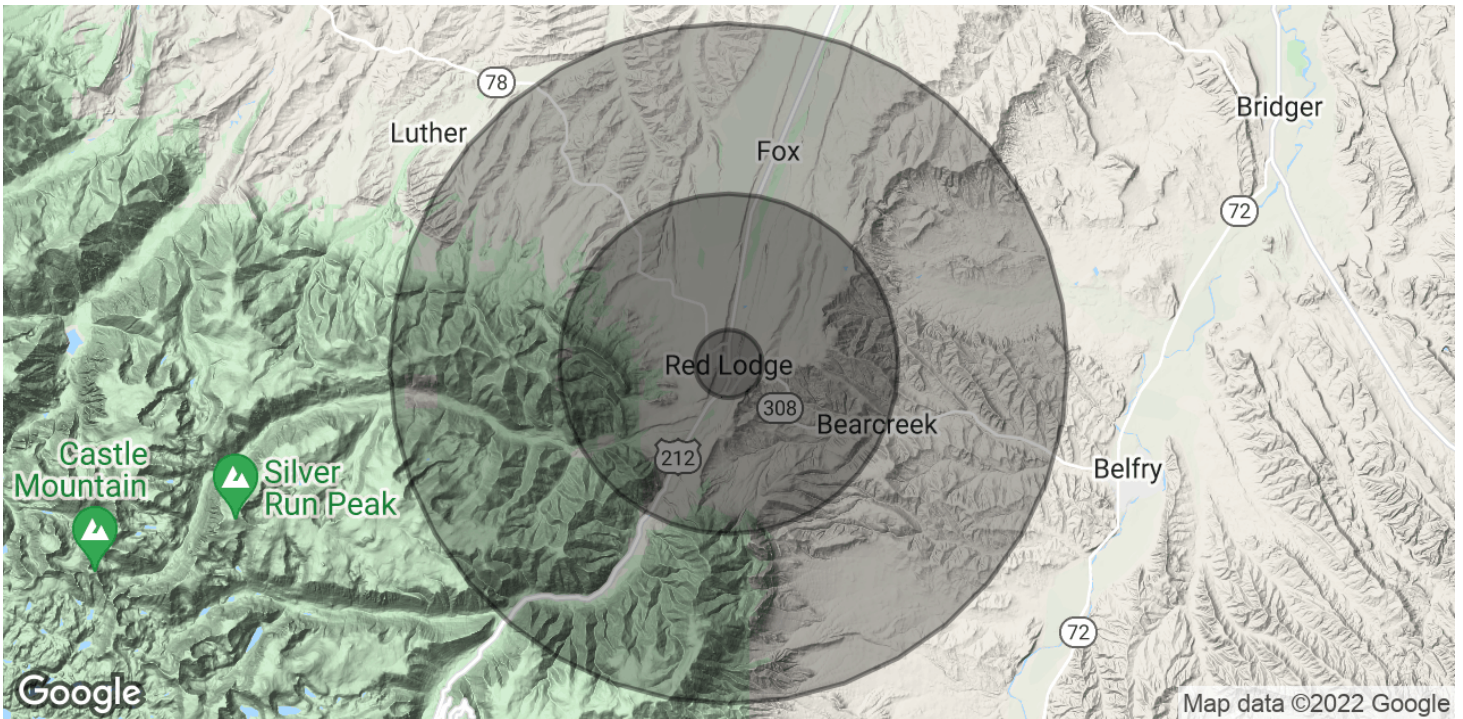 78
Luther
Fox
Bridger
72
Red Lodge
308
Bearcreek
212
Belfry
Castle
Mountain
Silver
Run Peak
72
Google
Map data ©2022 Google